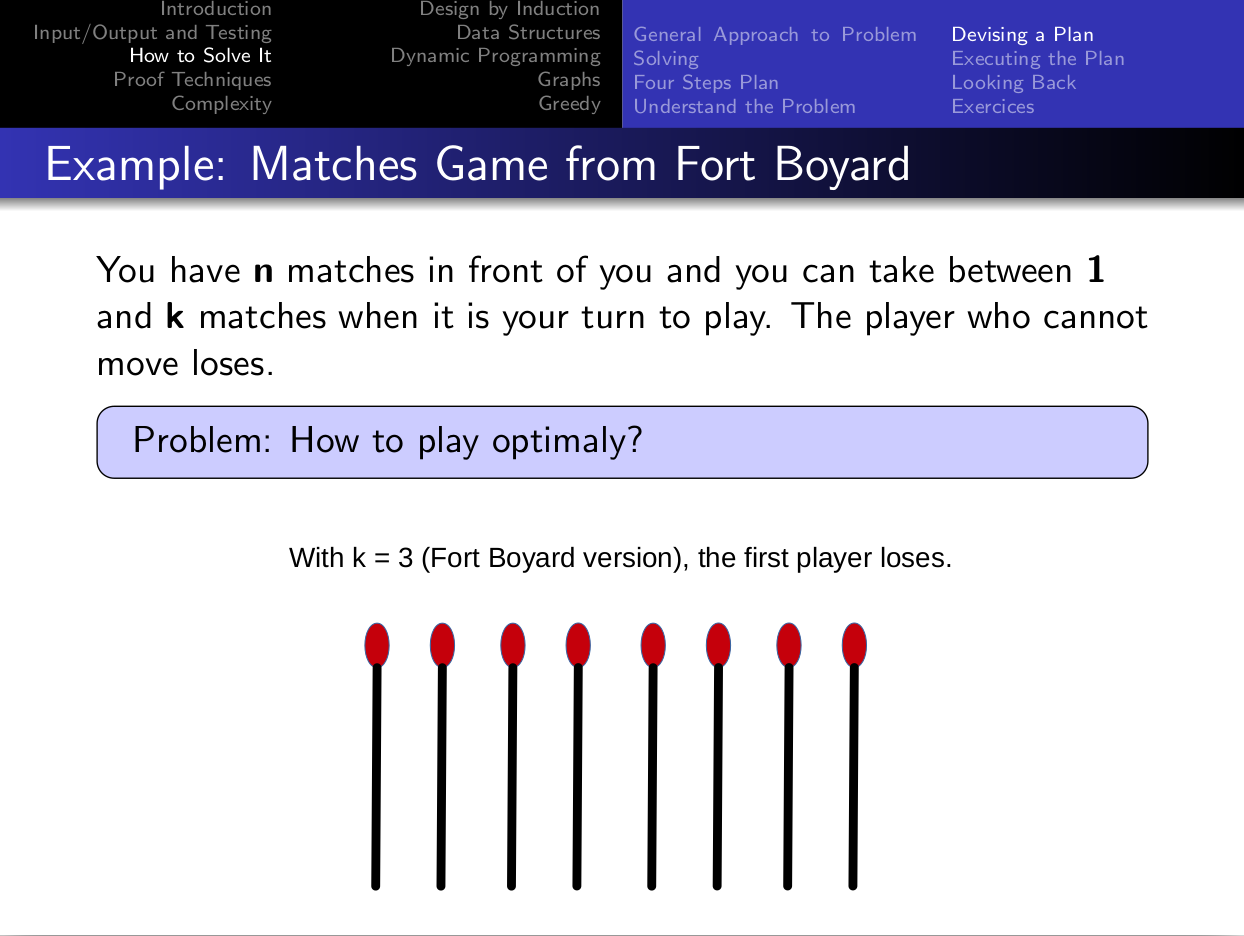 Introduction
Input/Output and Testing
How to Solve It
Proof Techniques
Complexity
Design by Induction
Data Structures
Dynamic Programming
Graphs
Greedy
General Approach to Problem
Solving
Four Steps Plan
Understand the Problem
Devising a Plan
Executing the Plan
Looking Back
Exercices
Example: Matches Game from Fort Boyard
You have n matches in front of you and you can take between 1
and k matches when it is your turn to play. The player who cannot
move loses.
Problem: How to play optimaly?
With k = 3 (Fort Boyard version), the first player loses.